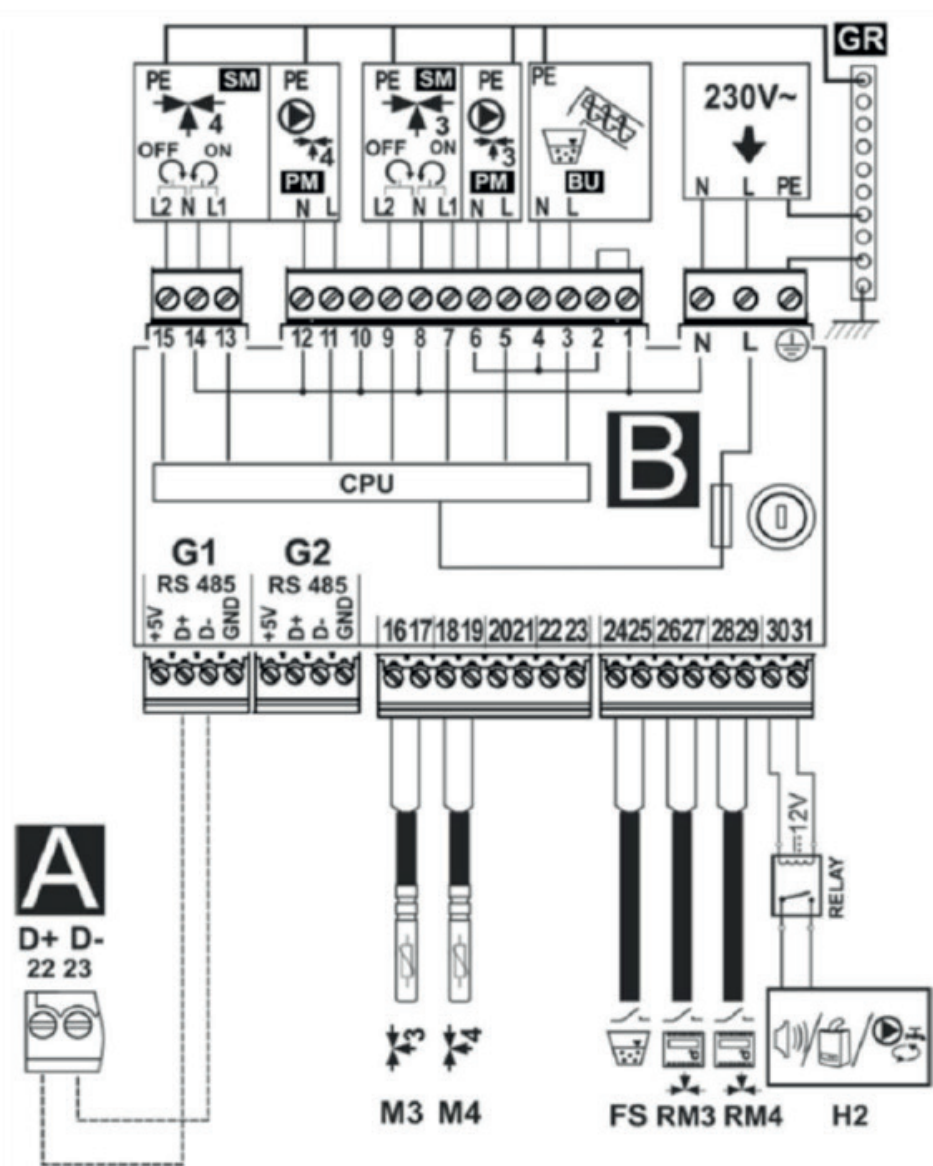 GR
PE SM PE PE SM PE PE
230V~
4 4 3 3
OFF ON OFF ON
PM PM BU N L PE
L2 N L1 N L L2 N L1 N L N L
15 14 13 12 11 10 9 8 7 6 5 4 3 2 1 N L
B
CPU
G1 G2
RS 485 RS 485
+5V D+ D- GND +5V D+ D- GND 16 17 18 19 20 21 22 23 24 25 26 27 28 29 30 31
12V
RELAY
A
D+ D-
22 23
3 4
M3 M4 FS RM3 RM4 H2